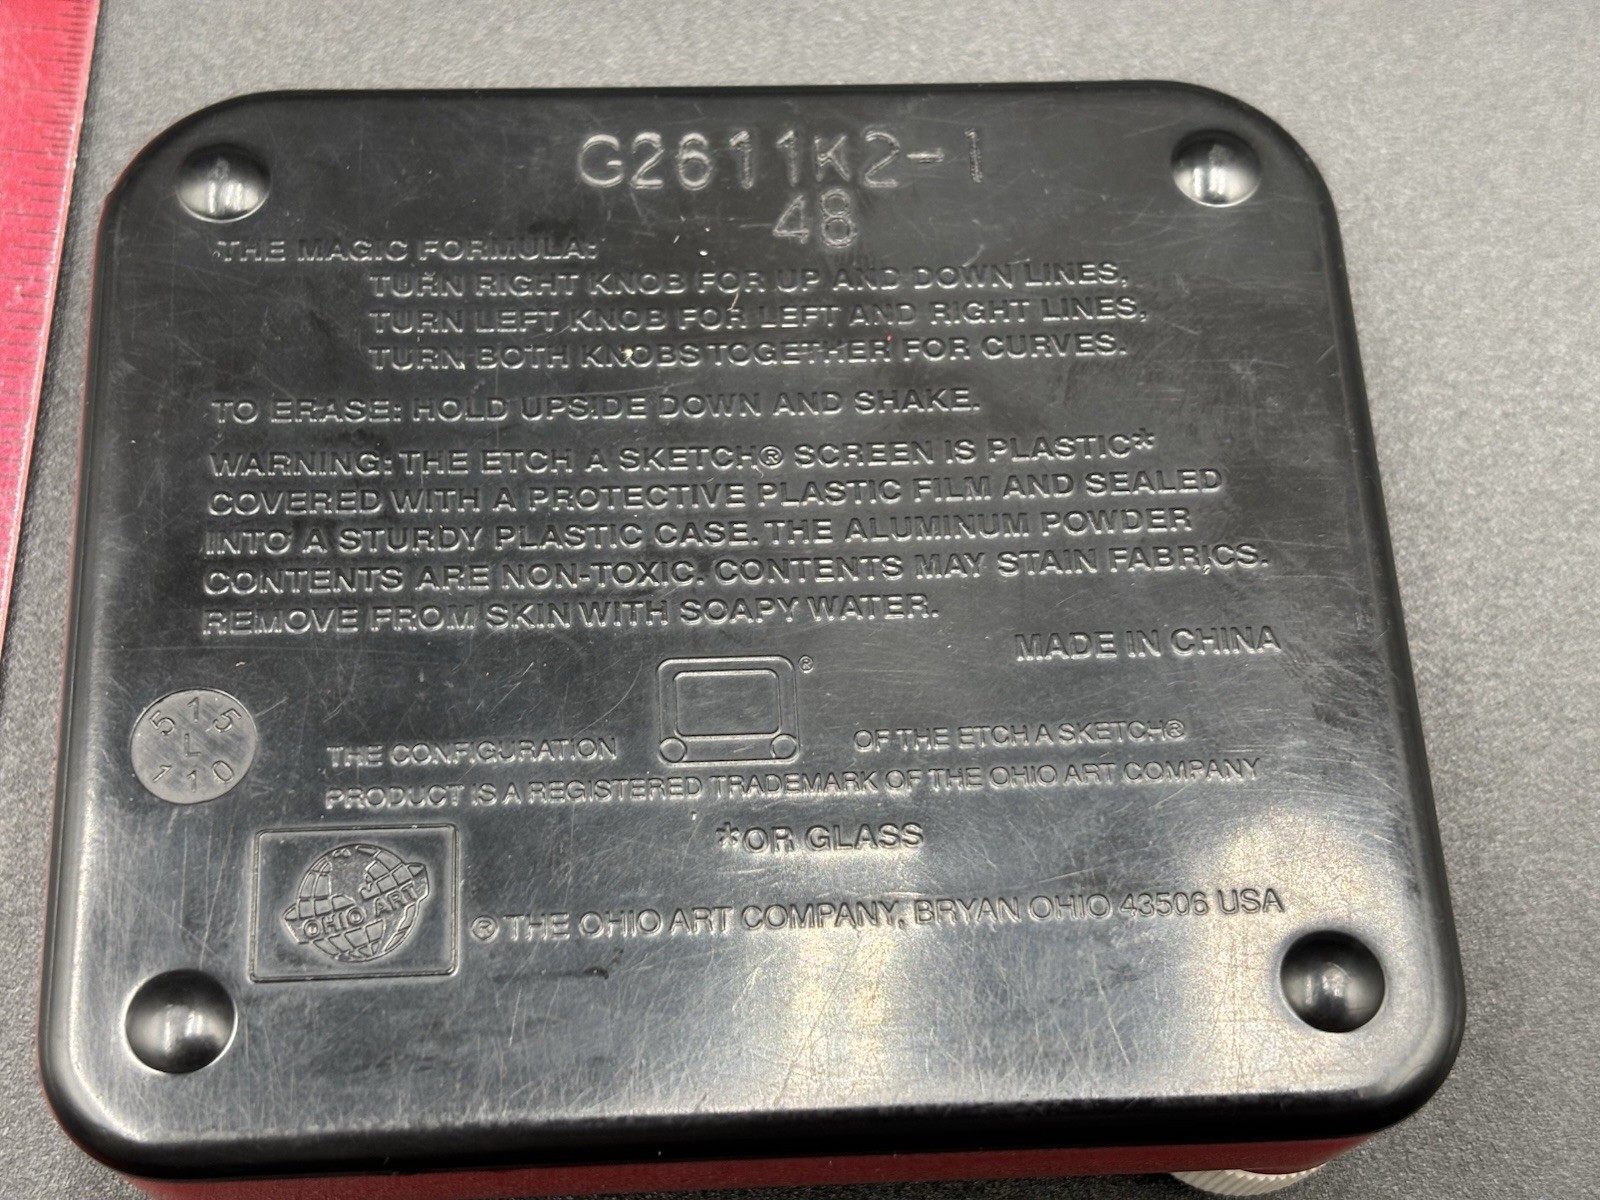 G2611K2-1
48
THE MAGIC FORMULA:
TURN RIGHT KNOB FOR UP AND DOWN LINES,
TURN LEFT KNOB FOR LEFT AND RIGHT LINES,
TURN BOTH KNOBS TOGETHER FOR CURVES.
TO ERASE: HOLD UPSIDE DOWN AND SHAKE.
WARNING: THE ETCH A SKETCH® SCREEN IS PLASTIC*
COVERED WITH A PROTECTIVE PLASTIC FILM AND SEALED
INTO A STURDY PLASTIC CASE. THE ALUMINUM POWDER
CONTENTS ARE NON-TOXIC. CONTENTS MAY STAIN FABRICS.
REMOVE FROM SKIN WITH SOAPY WATER.
MADE IN CHINA
®
515
L
110
THE CONFIGURATION OF THE ETCH A SKETCH®
PRODUCT IS A REGISTERED TRADEMARK OF THE OHIO ART COMPANY
*OR GLASS
OHIO ART
® THE OHIO ART COMPANY, BRYAN OHIO 43506 USA